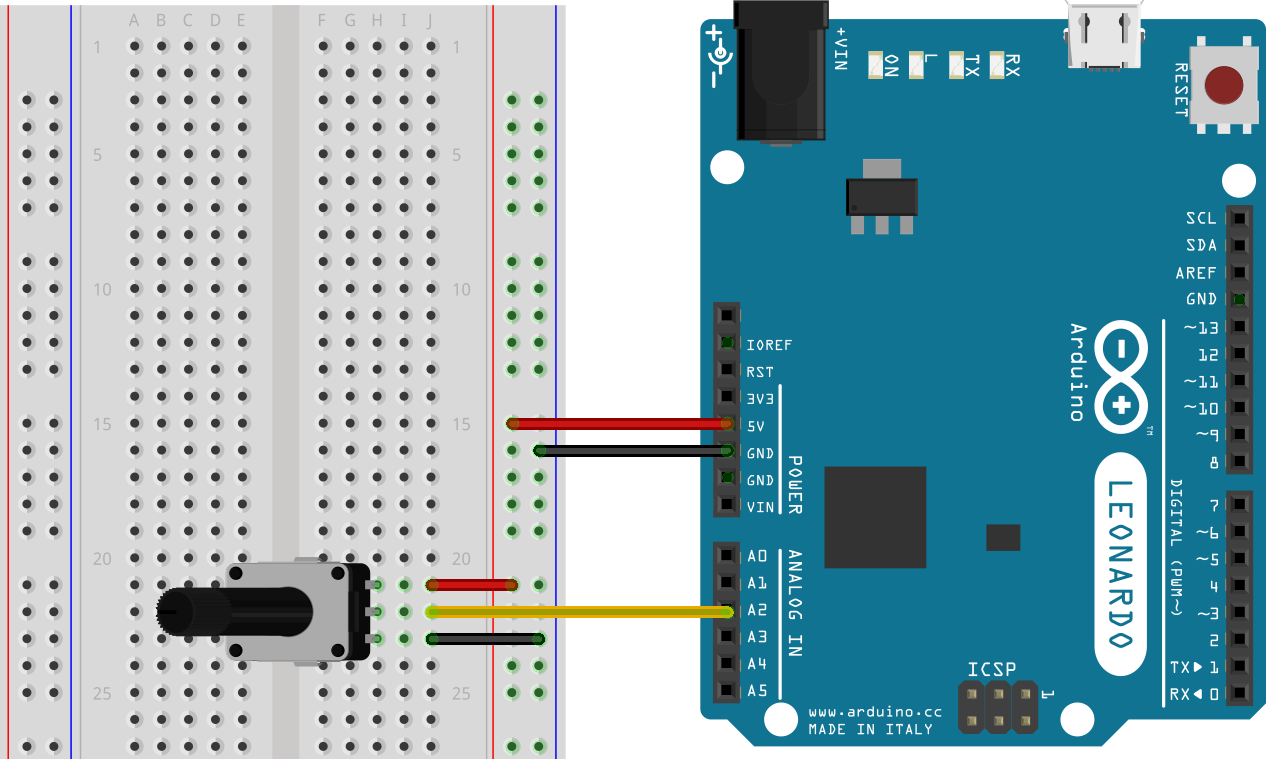 A B C D E F G H I J
1 1
5 5
10 10
15 15
20 20
25 25
+ -
+VIN
ON
L
TX
RX
RESET
SCL
SDA
AREF
GND
~13
12
~11
~10
~9
8
7
~6
~5
4
~3
2
TX▶ 1
RX◀ 0
DIGITAL (PWM~)
Arduino
TM
LEONARDO
IOREF
RST
3V3
5V
GND
GND
VIN
POWER
A0
A1
A2
A3
A4
A5
ANALOG IN
ICSP
1
www.arduino.cc
MADE IN ITALY